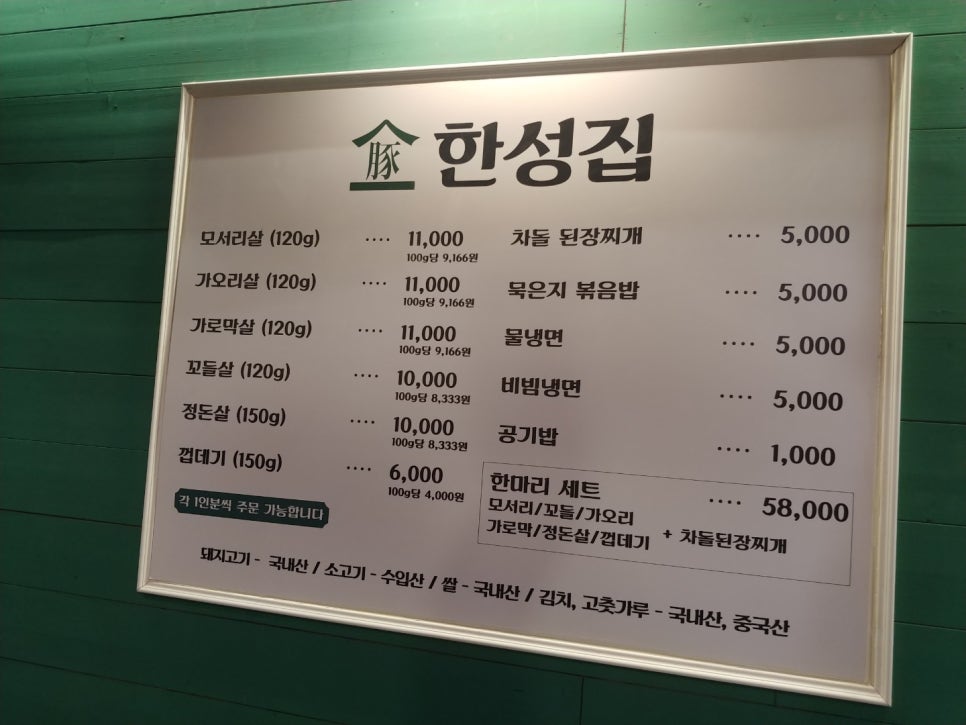 豚 한성집
모서리살 (120g) ···· 11,000
100g당 9,166원
가오리살 (120g) ···· 11,000
100g당 9,166원
가로막살 (120g) ···· 11,000
100g당 9,166원
꼬들살 (120g) ···· 10,000
100g당 8,333원
정돈살 (150g) ···· 10,000
100g당 8,333원
껍데기 (150g) ···· 6,000
100g당 4,000원
각 1인분씩 주문 가능합니다
차돌 된장찌개 ···· 5,000
묵은지 볶음밥 ···· 5,000
물냉면 ···· 5,000
비빔냉면 ···· 5,000
공기밥 ···· 1,000
한마리 세트 ···· 58,000
모서리/꼬들/가오리
가로막/정돈살/껍데기 + 차돌된장찌개
돼지고기 - 국내산 / 소고기 - 수입산 / 쌀 - 국내산 / 김치, 고춧가루 - 국내산, 중국산